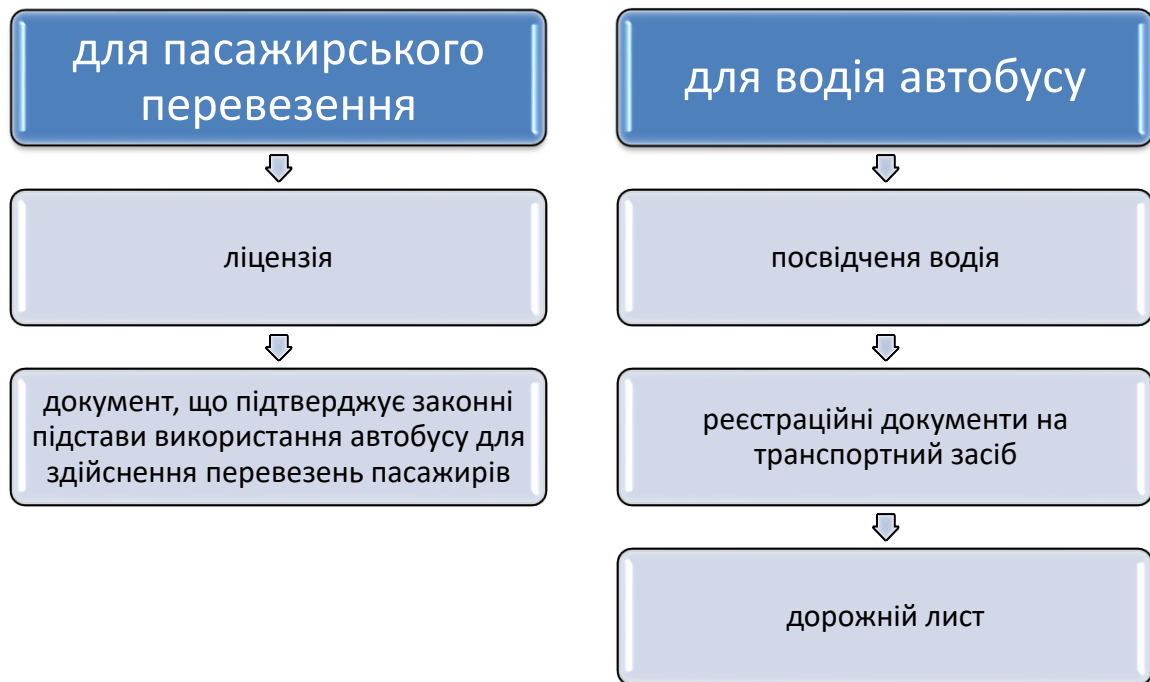 для пасажирського
перевезення
ліцензія
документ, що підтверджує законні
підстави використання автобусу для
здійснення перевезень пасажирів
для водія автобусу
посвідченя водія
реєстраційні документи на
транспортний засіб
дорожній лист